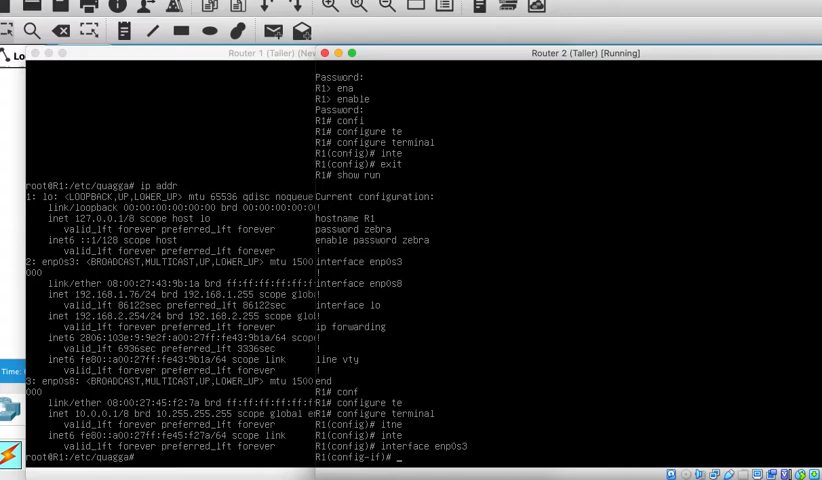 Lo
Router 1 (Taller) (New
root@R1:/etc/quagga# ip addr
1: lo: <LOOPBACK,UP,LOWER_UP> mtu 65536 qdisc noqueue
link/loopback 00:00:00:00:00:00 brd 00:00:00:00:0
inet 127.0.0.1/8 scope host lo
valid_lft forever preferred_lft forever
inet6 ::1/128 scope host
valid_lft forever preferred_lft forever
2: enp0s3: <BROADCAST,MULTICAST,UP,LOWER_UP> mtu 1500
000
link/ether 08:00:27:43:9b:1a brd ff:ff:ff:ff:ff:ff
inet 192.168.1.76/24 brd 192.168.1.255 scope glob
valid_lft 86122sec preferred_lft 86122sec
inet 192.168.2.254/24 brd 192.168.2.255 scope glo
valid_lft forever preferred_lft forever
inet6 2806:103e:9:9e2f:a00:27ff:fe43:9b1a/64 scop
valid_lft 6936sec preferred_lft 3336sec
inet6 fe80::a00:27ff:fe43:9b1a/64 scope link
valid_lft forever preferred_lft forever
3: enp0s8: <BROADCAST,MULTICAST,UP,LOWER_UP> mtu 1500
000
link/ether 08:00:27:45:f2:7a brd ff:ff:ff:ff:ff:ff
inet 10.0.0.1/8 brd 10.255.255.255 scope global e
inet6 fe80::a00:27ff:fe45:f27a/64 scope link
valid_lft forever preferred_lft forever
root@R1:/etc/quagga#
Router 2 (Taller) [Running]
Password:
R1> ena
R1> enable
Password:
R1# confi
R1# configure te
R1# configure terminal
R1(config)# inte
R1(config)# exit
R1# show run
Current configuration:
!
hostname R1
password zebra
enable password zebra
!
interface enp0s3
!
interface enp0s8
!
interface lo
!
ip forwarding
!
!
line vty
!
end
R1# conf
R1# configure te
R1# configure terminal
R1(config)# itne
R1(config)# inte
R1(config)# interface enp0s3
R1(config-if)# _
Time: